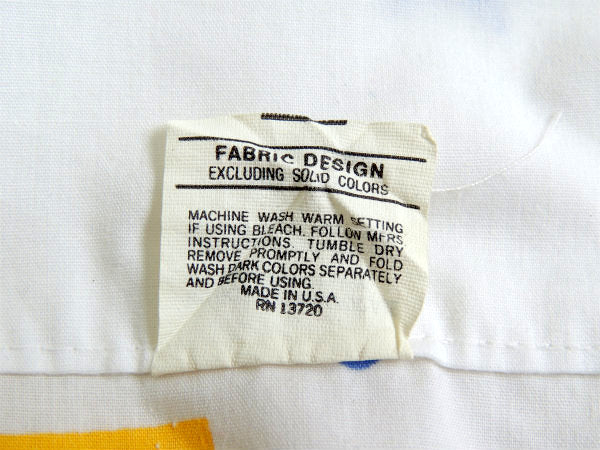 FABRIC DESIGN
EXCLUDING SOLID COLORS
MACHINE WASH WARM SETTING
IF USING BLEACH. FOLLOW MFRS
INSTRUCTIONS. TUMBLE DRY
REMOVE PROMPTLY AND FOLD
WASH DARK COLORS SEPARATELY
AND BEFORE USING.
MADE IN U.S.A.
RN 13720